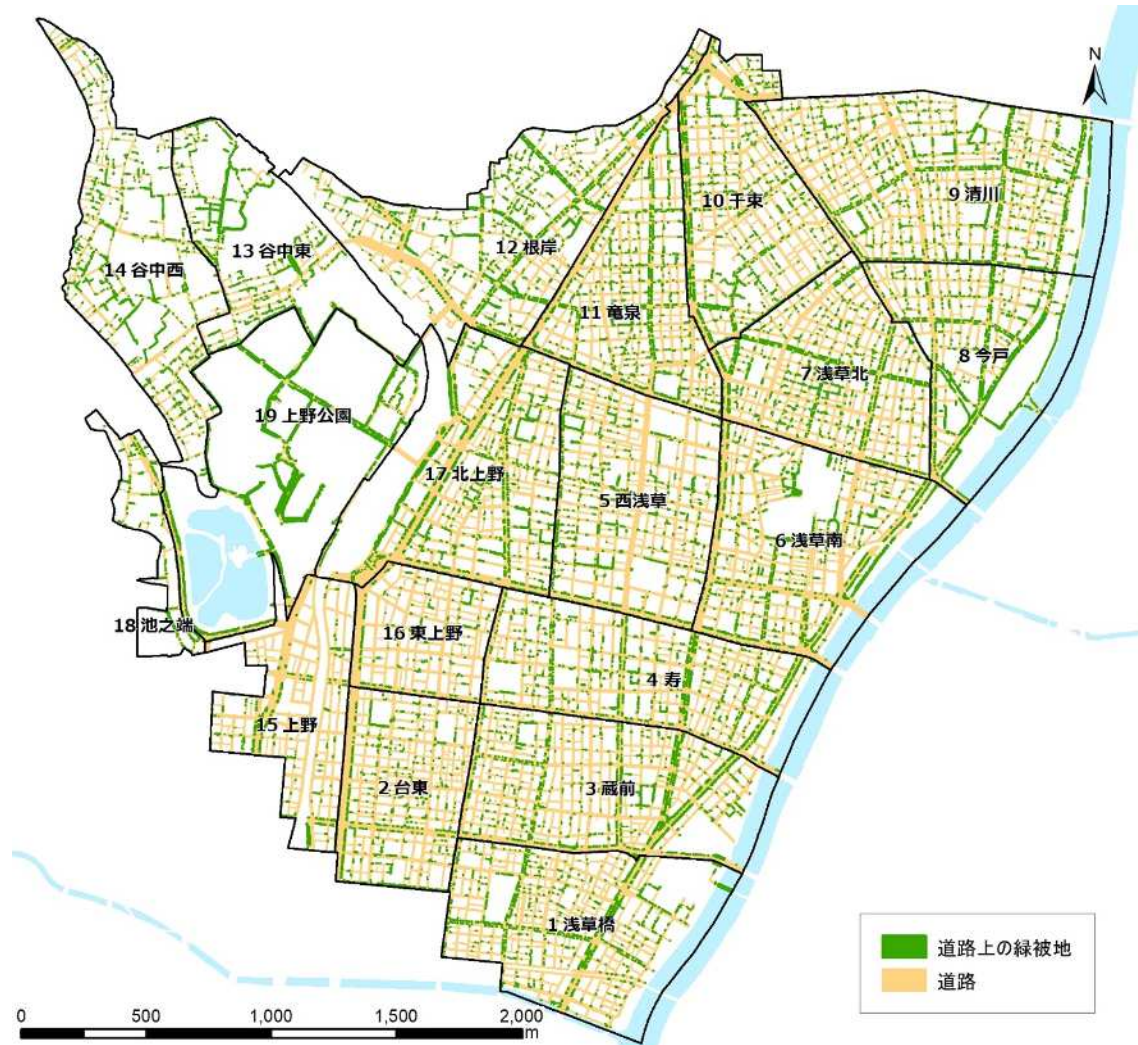 N
10 千束
9 清川
12 根岸
13 谷中東
14 谷中西
11 竜泉
8 今戸
7 浅草北
19 上野公園
17 北上野
5 西浅草
6 浅草南
18 池之端
16 東上野
4 寿
15 上野
2 台東
3 蔵前
1 浅草橋
道路上の緑被地
道路
0 500 1,000 1,500 2,000
m